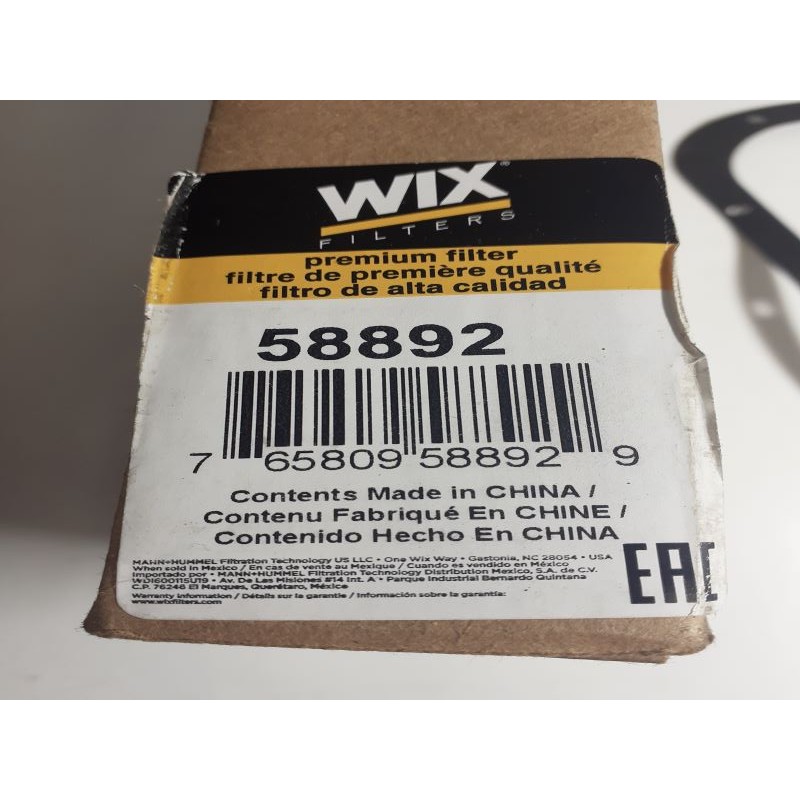 WIX®
FILTERS
premium filter
filtre de première qualité
filtro de alta calidad
58892
7 65809 58892 9
Contents Made in CHINA /
Contenu Fabriqué En CHINE /
Contenido Hecho En CHINA
MANN+HUMMEL Filtration Technology US LLC • One Wix Way • Gastonia, NC 28054 • USA
When sold in Mexico / En cas de vente au Mexique / Cuando es vendido en México
Importado por • MANN+HUMMEL Filtration Technology Distribution Mexico, S.A. de C.V.
WDI600115U19 • Av. De Las Misiones #14 Int. A • Parque Industrial Bernardo Quintana
C.P. 76246 El Marques, Querétaro, México
Warranty information / Détails sur la garantie / Información sobre la garantía:
www.wixfilters.com
EAC